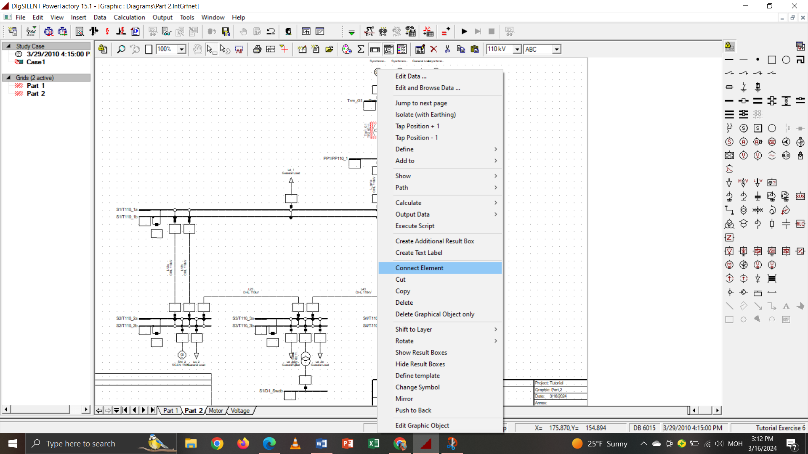 DIgSILENT PowerFactory 15.1 - [Graphic : Diagrams\Part 2.IntGrfnet]
File Edit View Insert Data Calculation Output Tools Window Help
100%
110 kV
ABC
Study Case
3/29/2010 4:15:00 P
Case1
Grids (2 active)
Part 1
Part 2
Edit Data ...
Edit and Browse Data ...
Jump to next page
Isolate (with Earthing)
Tap Position + 1
Tap Position - 1
Define
Add to
Show
Path
Calculate
Output Data
Execute Script
Create Additional Result Box
Create Text Label
Connect Element
Cut
Copy
Delete
Delete Graphical Object only
Shift to Layer
Rotate
Show Result Boxes
Hide Result Boxes
Define template
Change Symbol
Mirror
Push to Back
Edit Graphic Object
Project: Tutorial
Graphic: Part_2
Date: 3/16/2024
Annex:
Part 1 Part 2 Motor Voltage
X= 175.870,Y= 154.894
DB 6015
3/29/2010 4:15:00 PM
Tutorial Exercise 6
Type here to search
25°F Sunny
MOH
3:12 PM
3/16/2024